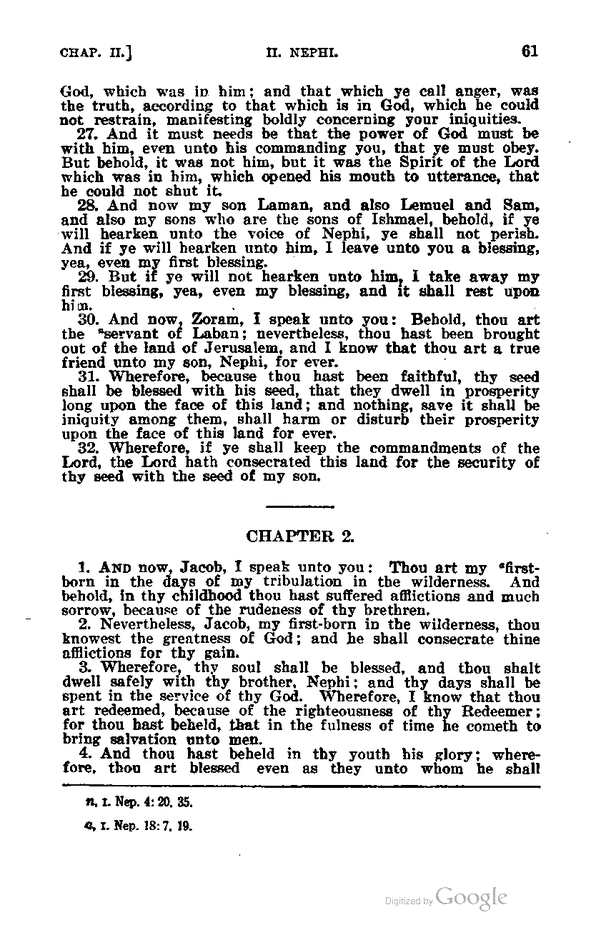 CHAP. II.] II. NEPHI. 61
God, which was in him; and that which ye call anger, was
the truth, according to that which is in God, which he could
not restrain, manifesting boldly concerning your iniquities.
27. And it must needs be that the power of God must be
with him, even unto his commanding you, that ye must obey.
But behold, it was not him, but it was the Spirit of the Lord
which was in him, which opened his mouth to utterance, that
he could not shut it.
28. And now my son Laman, and also Lemuel and Sam,
and also my sons who are the sons of Ishmael, behold, if ye
will hearken unto the voice of Nephi, ye shall not perish.
And if ye will hearken unto him, I leave unto you a blessing,
yea, even my first blessing.
29. But if ye will not hearken unto him, I take away my
first blessing, yea, even my blessing, and it shall rest upon
him.
30. And now, Zoram, I speak unto you: Behold, thou art
the ⁿservant of Laban; nevertheless, thou hast been brought
out of the land of Jerusalem, and I know that thou art a true
friend unto my son, Nephi, for ever.
31. Wherefore, because thou hast been faithful, thy seed
shall be blessed with his seed, that they dwell in prosperity
long upon the face of this land; and nothing, save it shall be
iniquity among them, shall harm or disturb their prosperity
upon the face of this land for ever.
32. Wherefore, if ye shall keep the commandments of the
Lord, the Lord hath consecrated this land for the security of
thy seed with the seed of my son.
CHAPTER 2.
1. AND now, Jacob, I speak unto you: Thou art my ᵃfirst-
born in the days of my tribulation in the wilderness. And
behold, in thy childhood thou hast suffered afflictions and much
sorrow, because of the rudeness of thy brethren.
2. Nevertheless, Jacob, my first-born in the wilderness, thou
knowest the greatness of God; and he shall consecrate thine
afflictions for thy gain.
3. Wherefore, thy soul shall be blessed, and thou shalt
dwell safely with thy brother, Nephi; and thy days shall be
spent in the service of thy God. Wherefore, I know that thou
art redeemed, because of the righteousness of thy Redeemer;
for thou hast beheld, that in the fulness of time he cometh to
bring salvation unto men.
4. And thou hast beheld in thy youth his glory; where-
fore, thou art blessed even as they unto whom he shall
n, I. Nep. 4: 20, 35.
a, I. Nep. 18: 7, 19.
Digitized by Google